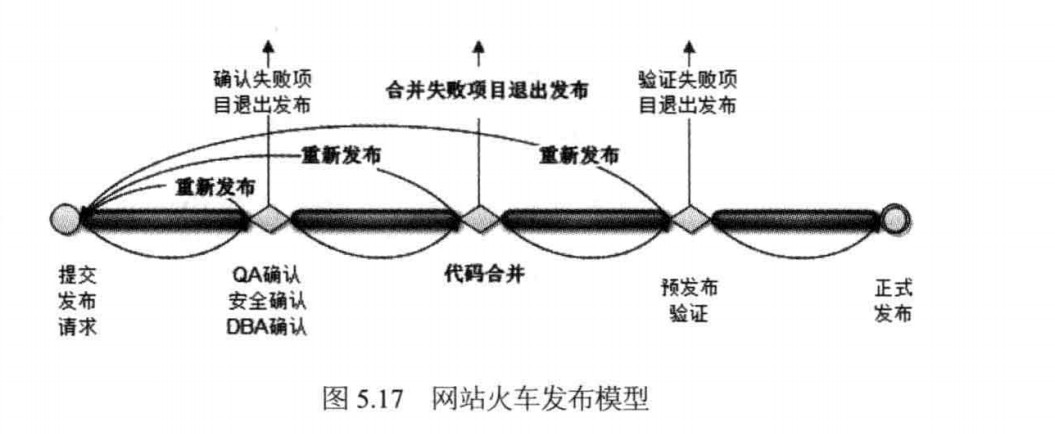 确认失败项
目退出发布
合并失败项目退出发布
验证失败项
目退出发布
重新发布
重新发布
重新发布
提交
发布
请求
QA确认
安全确认
DBA确认
代码合并
预发布
验证
正式
发布
图 5.17 网站火车发布模型